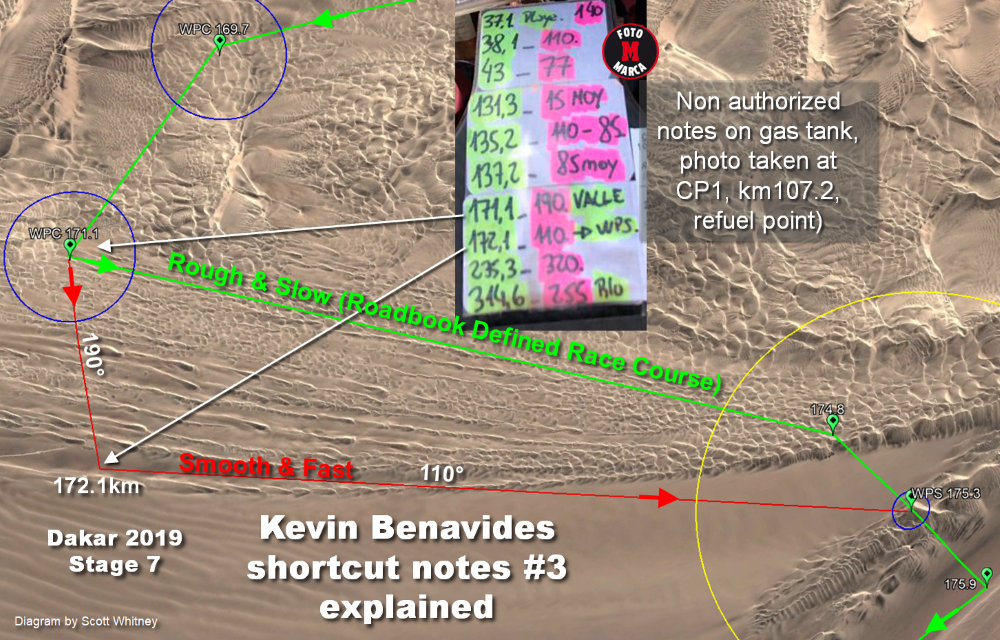 WPC 169.7
37,1 Playe. 140
38,1 - 110.
43 - 77
131,3 - 15 MOY
135,2 - 110 - 85
137,2 - 85 moy
171,1 - 190. VALLE
172,1 - 110. → WPS.
235,3 - 320.
314,6 255 Rlo
FOTO
M
MARCA
Non authorized
notes on gas tank,
photo taken at
CP1, km107.2,
refuel point)
WPC 171.1
Rough & Slow (Roadbook Defined Race Course)
190°
174.8
Smooth & Fast
110°
172.1km
WPS 175.3
175.9
Dakar 2019
Stage 7
Kevin Benavides
shortcut notes #3
explained
Diagram by Scott Whitney